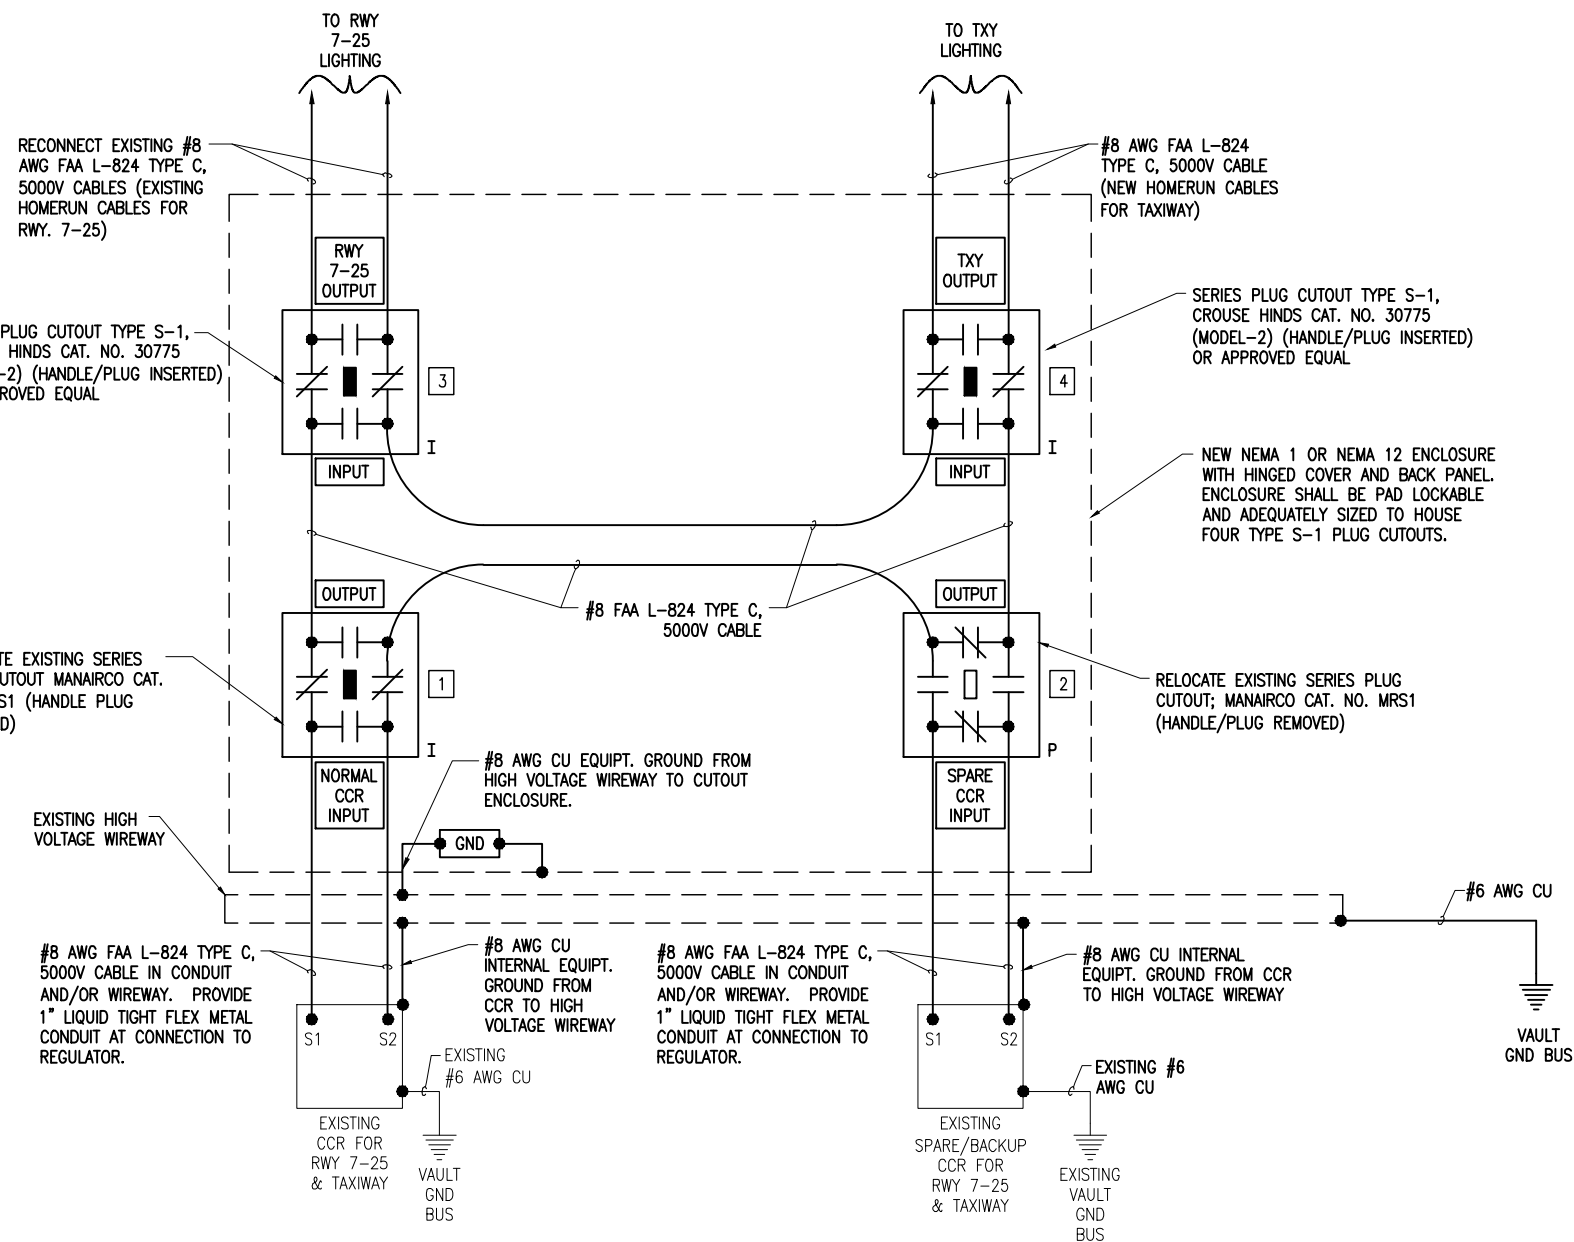 TO RWY
7-25
LIGHTING
TO TXY
LIGHTING
RECONNECT EXISTING #8
AWG FAA L-824 TYPE C,
5000V CABLES (EXISTING
HOMERUN CABLES FOR
RWY. 7-25)
#8 AWG FAA L-824
TYPE C, 5000V CABLE
(NEW HOMERUN CABLES
FOR TAXIWAY)
RWY
7-25
OUTPUT
TXY
OUTPUT
PLUG CUTOUT TYPE S-1,
HINDS CAT. NO. 30775
-2) (HANDLE/PLUG INSERTED)
ROVED EQUAL
SERIES PLUG CUTOUT TYPE S-1,
CROUSE HINDS CAT. NO. 30775
(MODEL-2) (HANDLE/PLUG INSERTED)
OR APPROVED EQUAL
3
4
I
I
INPUT
INPUT
NEW NEMA 1 OR NEMA 12 ENCLOSURE
WITH HINGED COVER AND BACK PANEL.
ENCLOSURE SHALL BE PAD LOCKABLE
AND ADEQUATELY SIZED TO HOUSE
FOUR TYPE S-1 PLUG CUTOUTS.
OUTPUT
OUTPUT
#8 FAA L-824 TYPE C,
5000V CABLE
TE EXISTING SERIES
UTOUT MANAIRCO CAT.
S1 (HANDLE PLUG
D)
1
2
RELOCATE EXISTING SERIES PLUG
CUTOUT; MANAIRCO CAT. NO. MRS1
(HANDLE/PLUG REMOVED)
I
P
NORMAL
CCR
INPUT
SPARE
CCR
INPUT
#8 AWG CU EQUIPT. GROUND FROM
HIGH VOLTAGE WIREWAY TO CUTOUT
ENCLOSURE.
EXISTING HIGH
VOLTAGE WIREWAY
GND
#6 AWG CU
#8 AWG FAA L-824 TYPE C,
5000V CABLE IN CONDUIT
AND/OR WIREWAY. PROVIDE
1" LIQUID TIGHT FLEX METAL
CONDUIT AT CONNECTION TO
REGULATOR.
#8 AWG CU
INTERNAL EQUIPT.
GROUND FROM
CCR TO HIGH
VOLTAGE WIREWAY
#8 AWG FAA L-824 TYPE C,
5000V CABLE IN CONDUIT
AND/OR WIREWAY. PROVIDE
1" LIQUID TIGHT FLEX METAL
CONDUIT AT CONNECTION TO
REGULATOR.
#8 AWG CU INTERNAL
EQUIPT. GROUND FROM CCR
TO HIGH VOLTAGE WIREWAY
VAULT
GND BUS
S1
S2
S1
S2
EXISTING
#6 AWG CU
EXISTING #6
AWG CU
EXISTING
CCR FOR
RWY 7-25
& TAXIWAY
VAULT
GND
BUS
EXISTING
SPARE/BACKUP
CCR FOR
RWY 7-25
& TAXIWAY
EXISTING
VAULT
GND
BUS